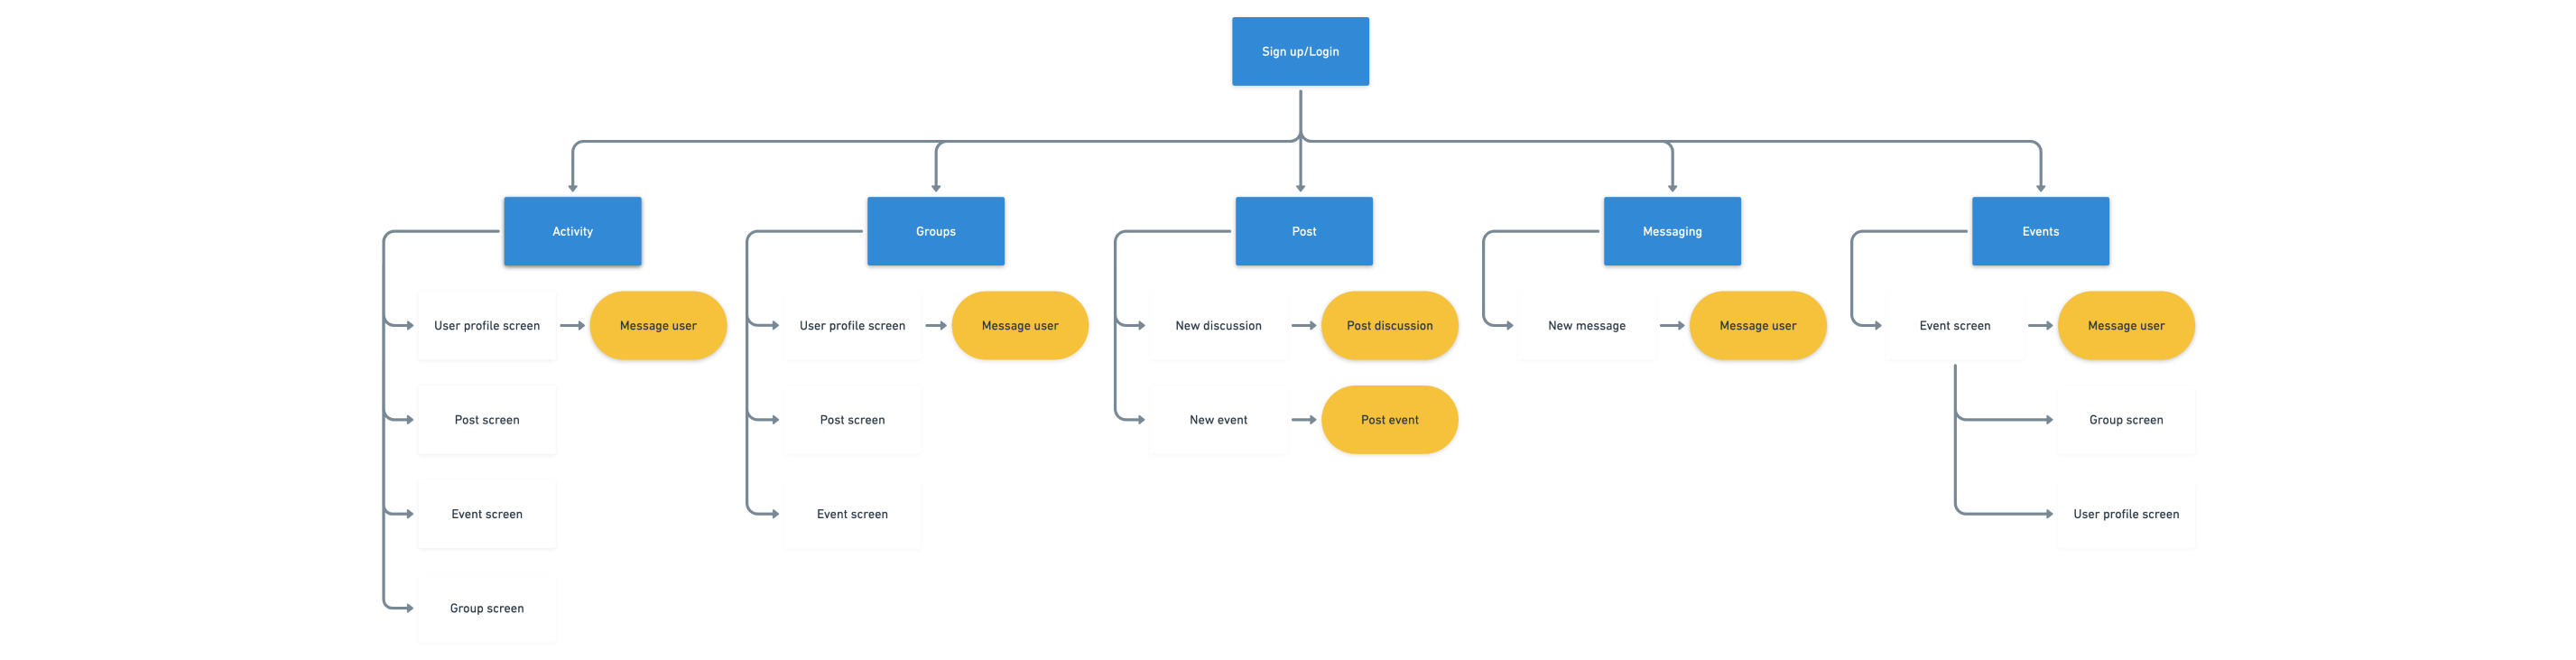 Sign up/Login
Activity
Groups
Post
Messaging
Events
User profile screen
Message user
User profile screen
Message user
New discussion
Post discussion
New message
Message user
Event screen
Message user
Post screen
Post screen
New event
Post event
Group screen
Event screen
Event screen
User profile screen
Group screen